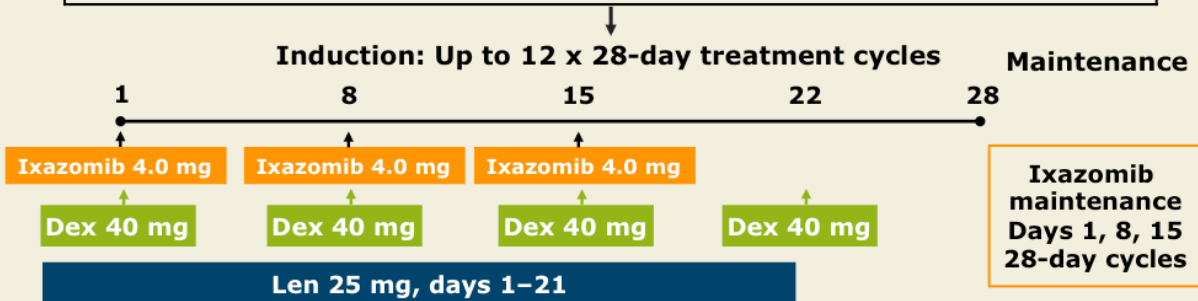 Induction: Up to 12 x 28-day treatment cycles
Maintenance
1 8 15 22 28
Ixazomib 4.0 mg Ixazomib 4.0 mg Ixazomib 4.0 mg
Dex 40 mg Dex 40 mg Dex 40 mg Dex 40 mg
Len 25 mg, days 1–21
Ixazomib
maintenance
Days 1, 8, 15
28-day cycles